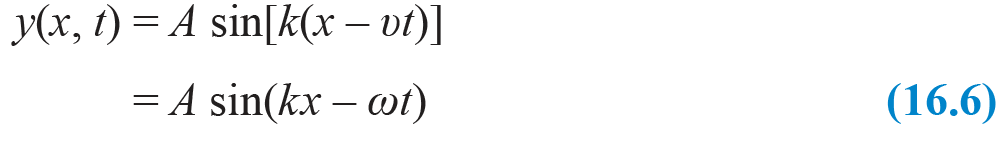 y(x, t) = A sin[k(x – υt)]
= A sin(kx – ωt) (16.6)